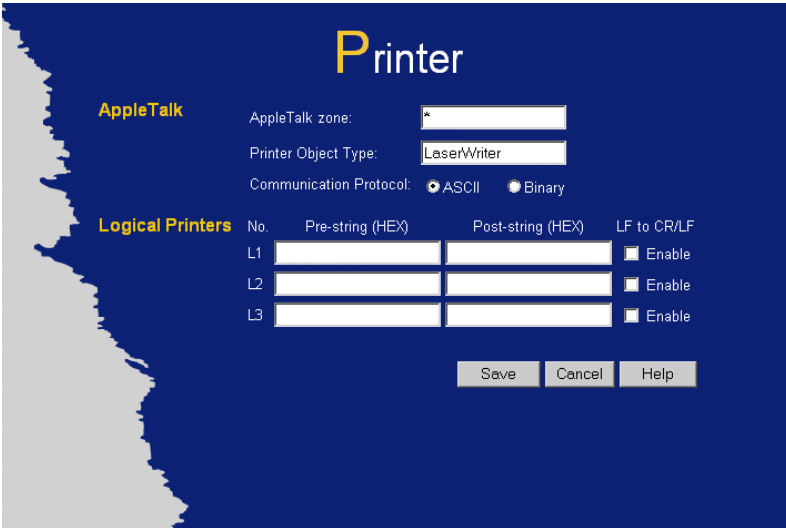 Printer
AppleTalk
AppleTalk zone: *
Printer Object Type: LaserWriter
Communication Protocol: ASCII Binary
Logical Printers No. Pre-string (HEX) Post-string (HEX) LF to CR/LF
L1 Enable
L2 Enable
L3 Enable
Save Cancel Help